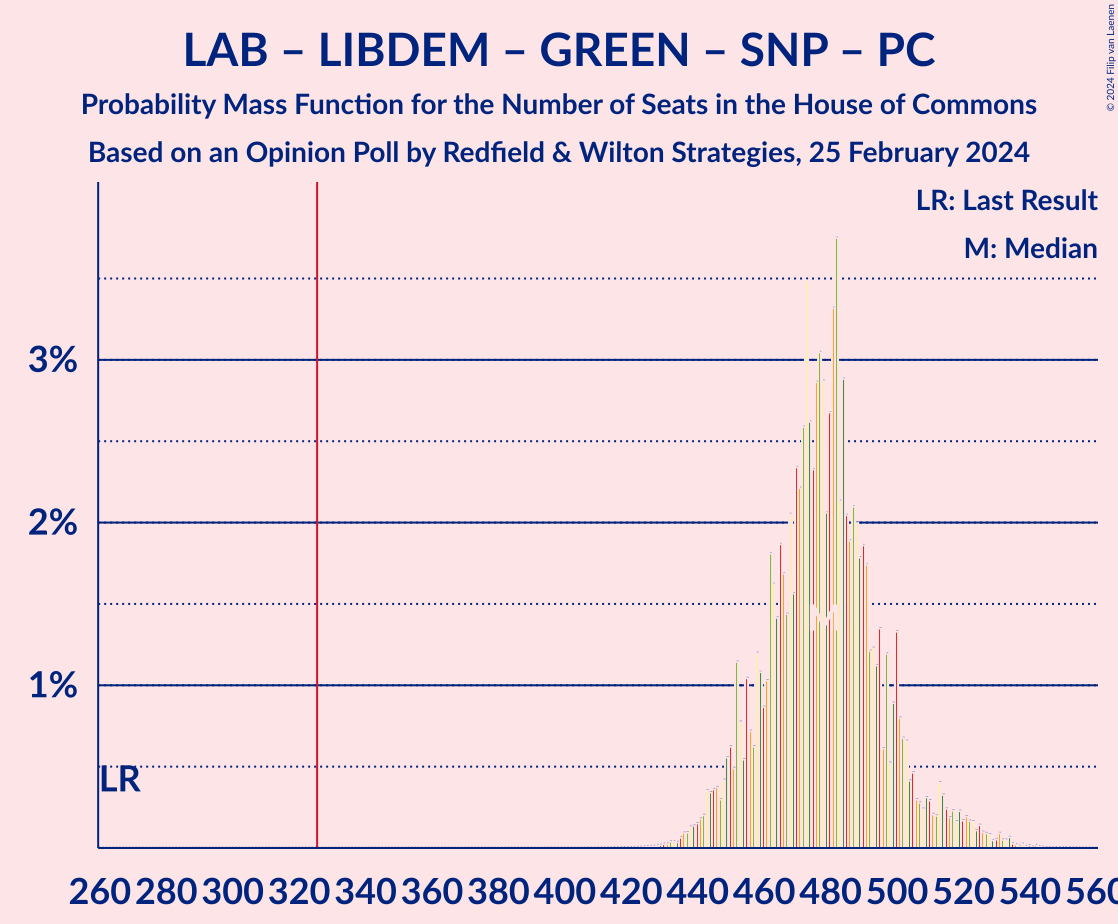 LAB – LIBDEM – GREEN – SNP – PC
Probability Mass Function for the Number of Seats in the House of Commons
Based on an Opinion Poll by Redfield & Wilton Strategies, 25 February 2024
© 2024 Filip van Laenen
LR: Last Result
M: Median
3%
2%
1%
LR
260 280 300 320 340 360 380 400 420 440 460 480 500 520 540 560